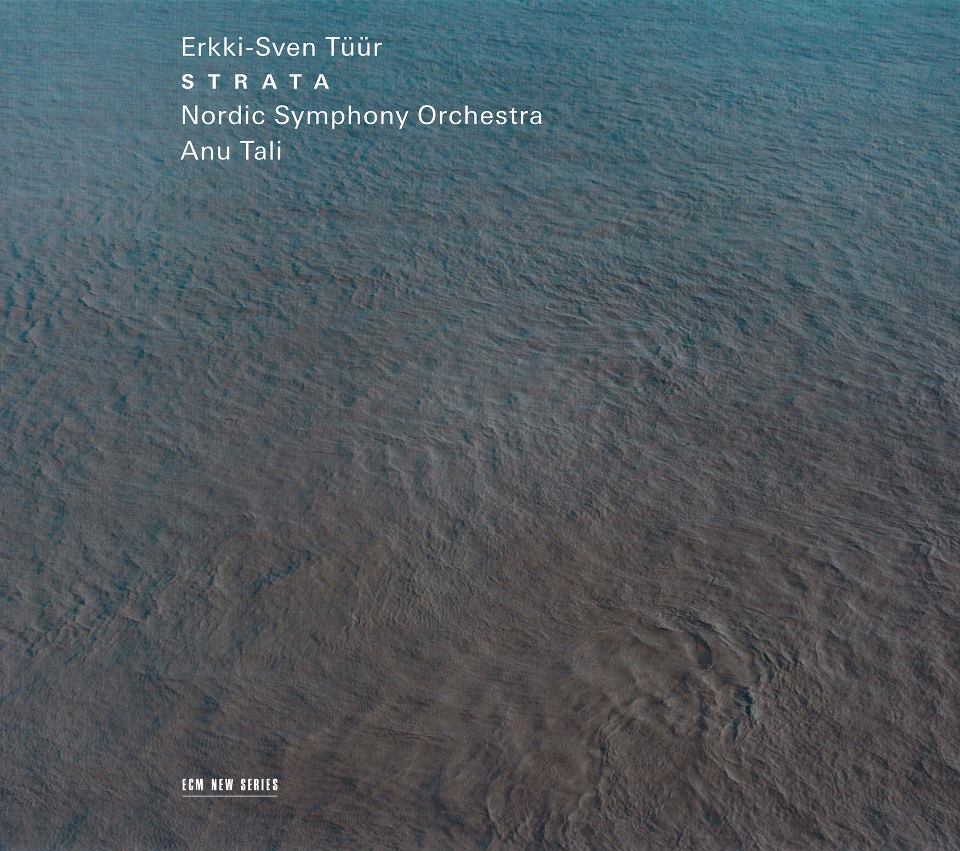 Erkki-Sven Tüür
STRATA
Nordic Symphony Orchestra
Anu Tali
ECM NEW SERIES